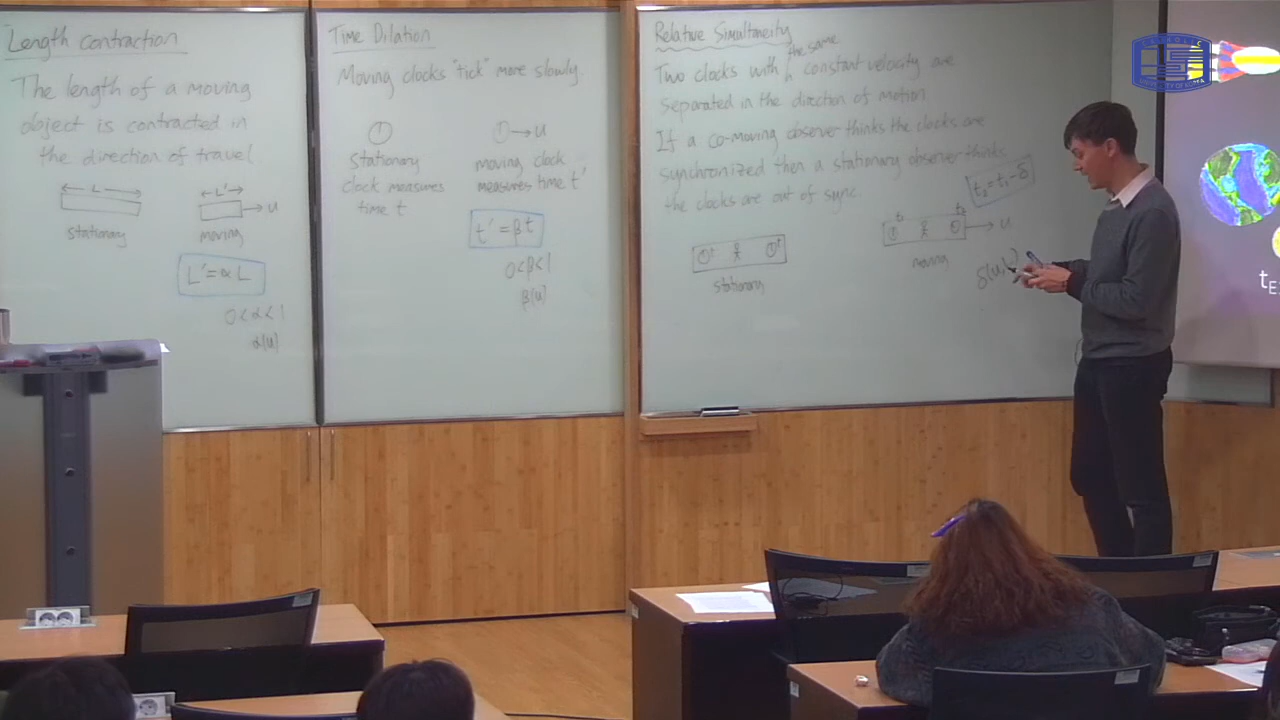 Length contraction
The length of a moving
object is contracted in
the direction of travel
L
L'
u
stationary
moving
L' = α L
0 < α < 1
α(u)
Time Dilation
Moving clocks "tick" more slowly.
u
stationary
clock measures
time t
moving clock
measures time t'
t' = β t
0 < β < 1
β(u)
Relative Simultaneity
the same
Two clocks with constant velocity are
separated in the direction of motion
If a co-moving observer thinks the clocks are
synchronized then a stationary observer thinks
the clocks are out of sync.
t₂ = t₁ - δ
t₁
t₂
u
stationary
moving
δ(u,
CATHOLIC
t